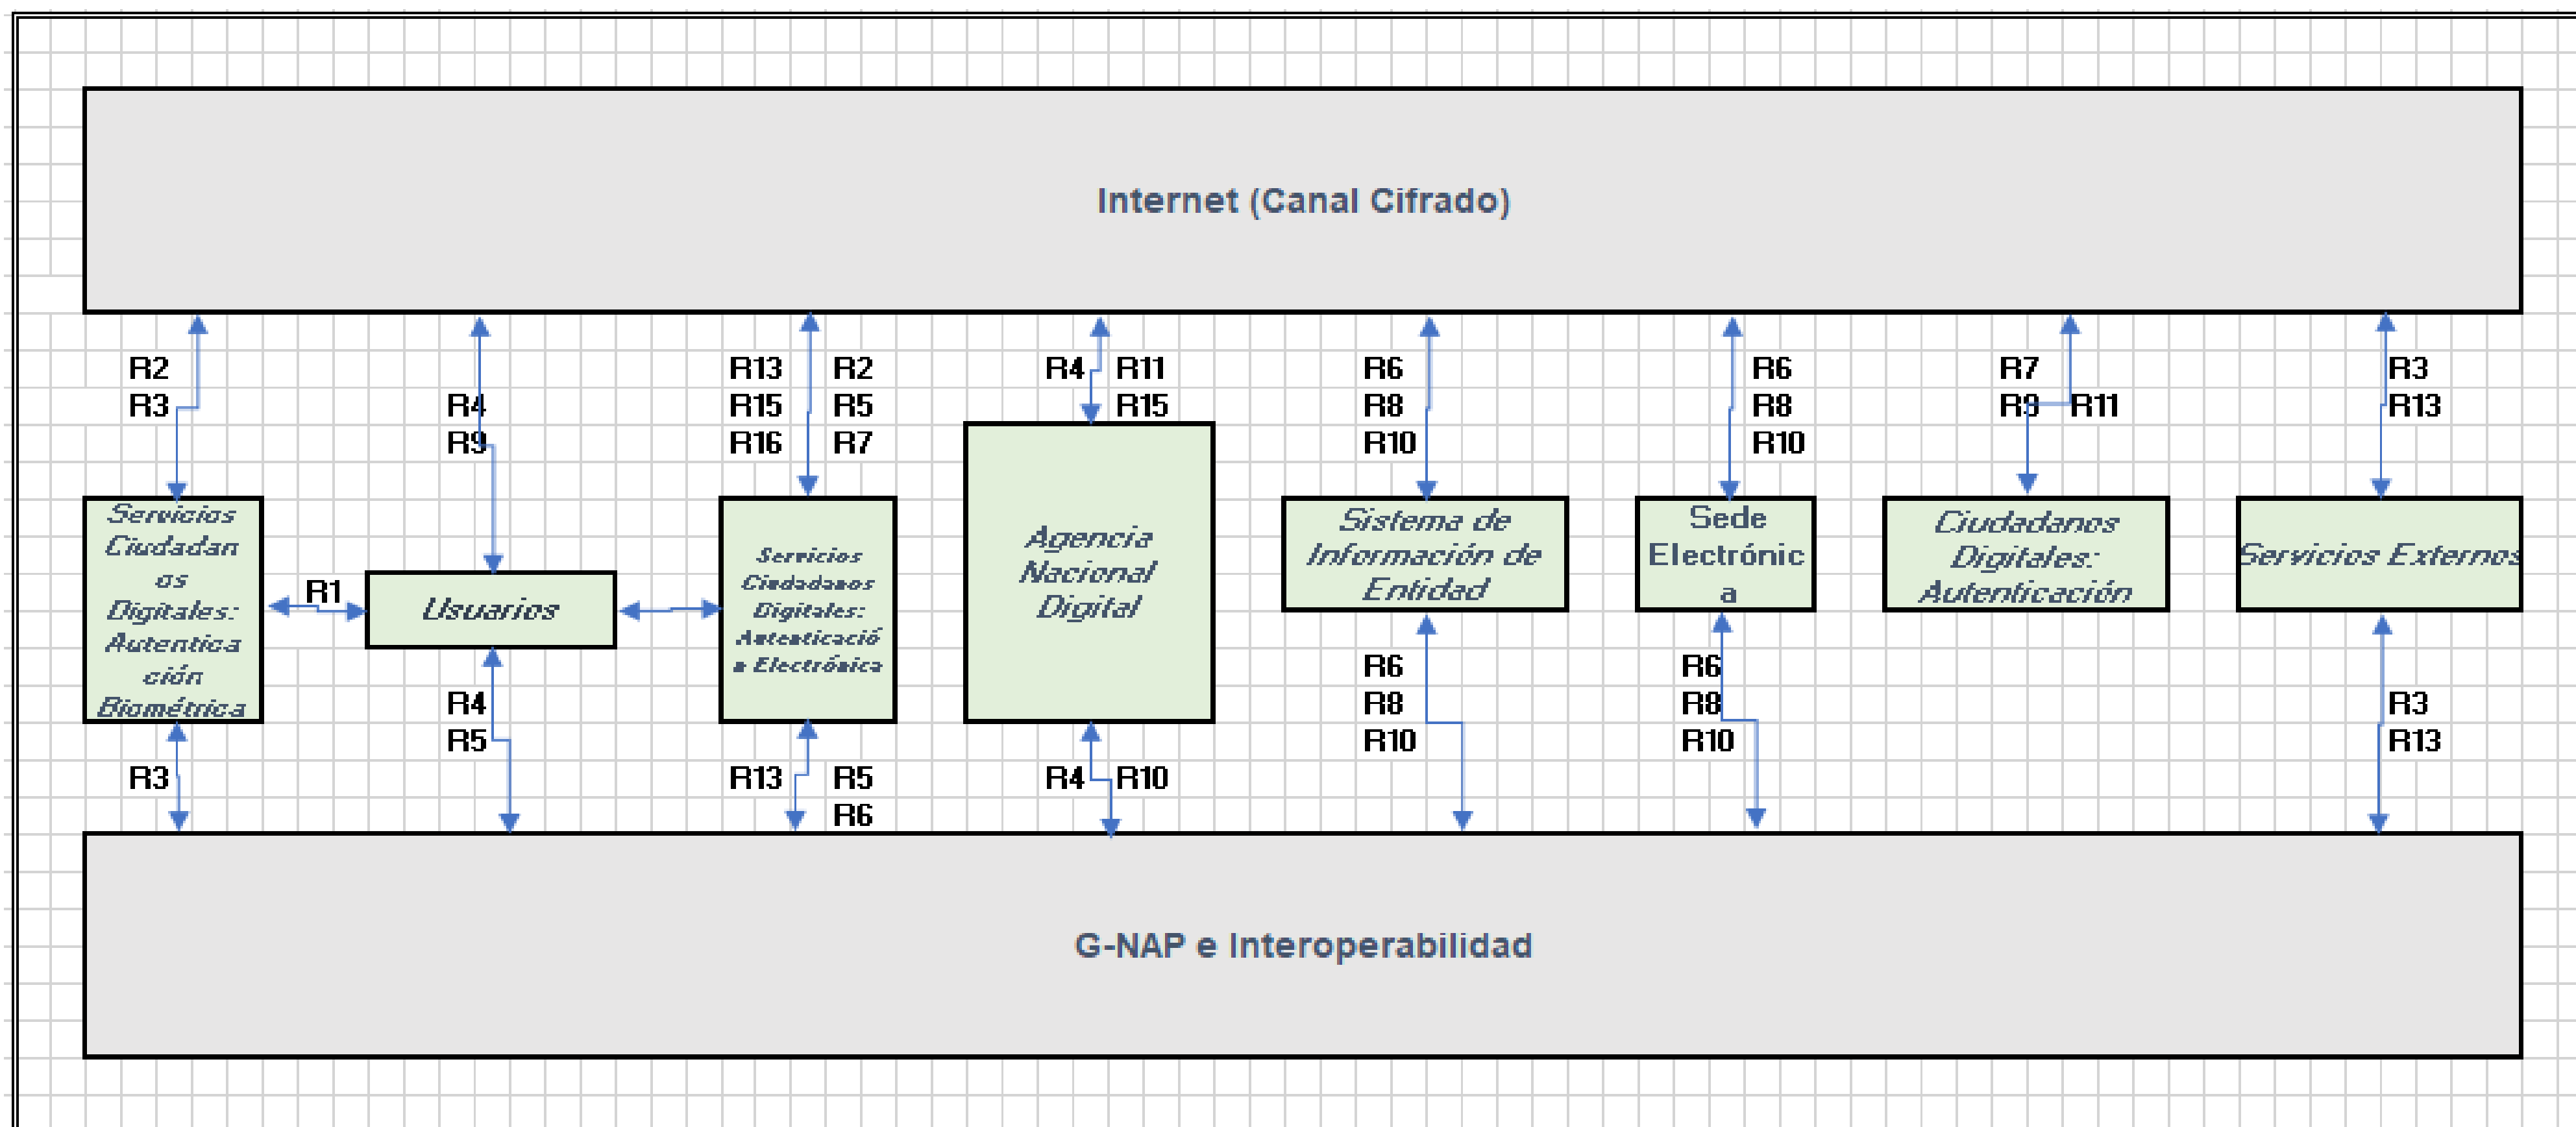 Internet (Canal Cifrado)
R2
R3
R4
R9
R13
R15
R16
R2
R5
R7
R4
R11
R15
R6
R8
R10
R6
R8
R10
R7
R9
R11
R3
R13
Servicios
Ciudadan
os
Digitales:
Autentica
ción
Biométrica
R1
Usuarios
Servicios
Ciudadanos
Digitales:
Autenticació
n Electrónica
Agencia
Nacional
Digital
Sistema de
Información de
Entidad
Sede
Electrónic
a
Ciudadanos
Digitales:
Autenticación
Servicios Externos
R3
R4
R5
R13
R5
R6
R4
R10
R6
R8
R10
R6
R8
R10
R3
R13
G-NAP e Interoperabilidad